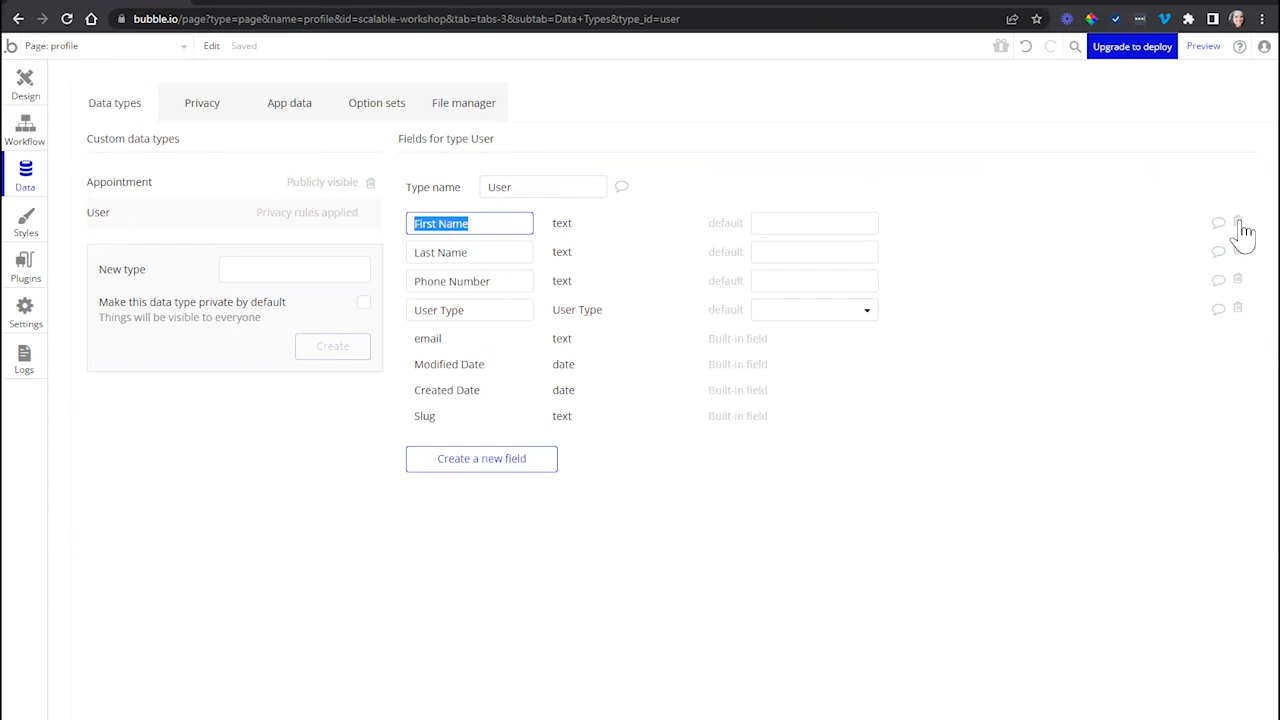 bubble.io/page?type=page&name=profile&id=scalable-workshop&tab=tabs-3&subtab=Data+Types&type_id=user
.b Page: profile Edit Saved Upgrade to deploy Preview
Design
Workflow
Data
Styles
Plugins
Settings
Logs
Data types Privacy App data Option sets File manager
Custom data types
Appointment Publicly visible
User Privacy rules applied
New type
Make this data type private by default
Things will be visible to everyone
Create
Fields for type User
Type name User
First Name text default
Last Name text
Phone Number text default
User Type User Type default
email text Built-in field
Modified Date date Built-in field
Created Date date Built-in field
Slug text Built-in field
Create a new field